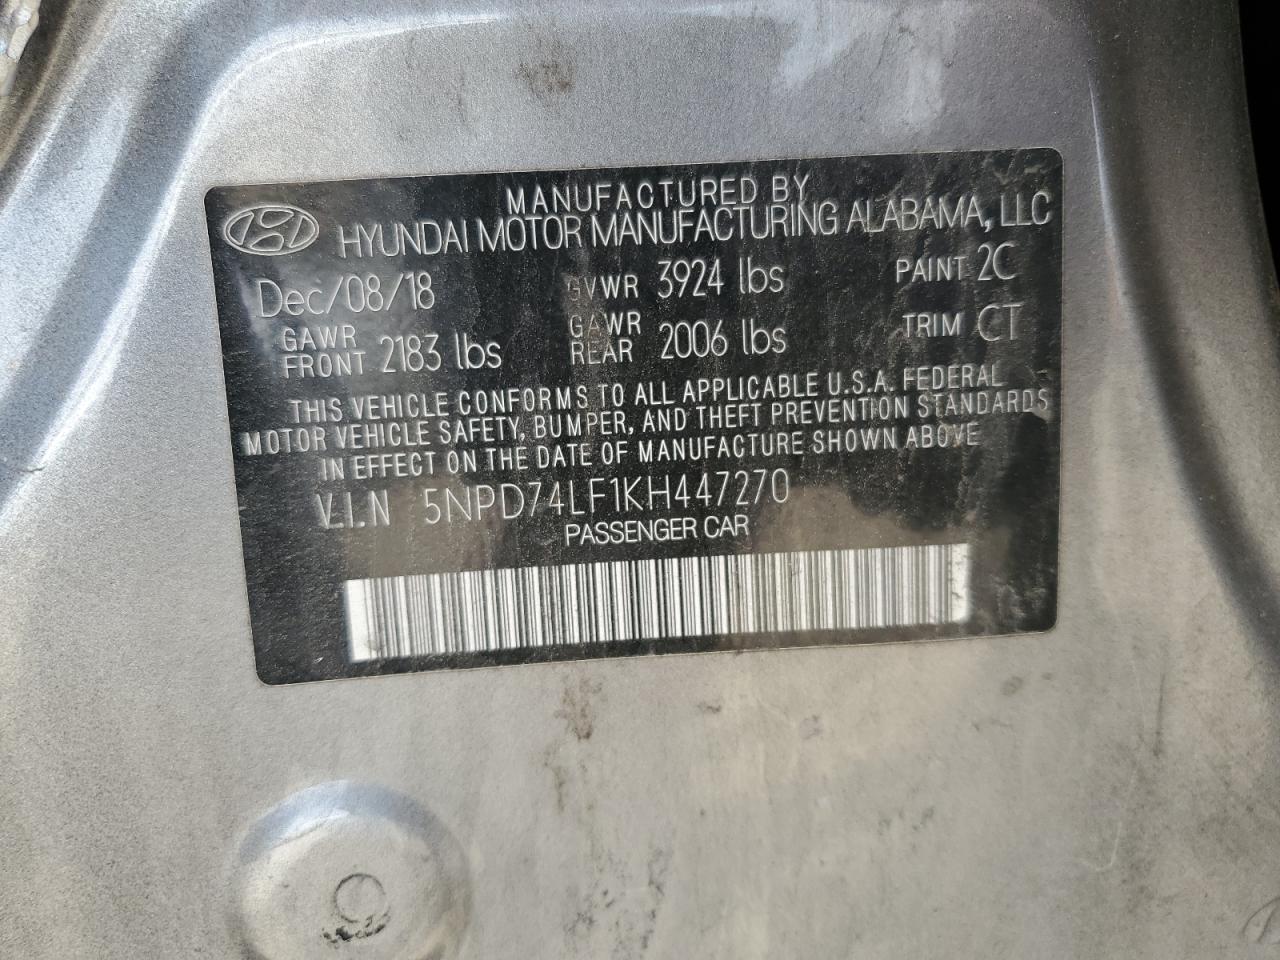 MANUFACTURED BY
HYUNDAI MOTOR MANUFACTURING ALABAMA, LLC
Dec/08/18 GVWR 3924 lbs PAINT 2C
GAWR FRONT 2183 lbs GAWR REAR 2006 lbs TRIM CT
THIS VEHICLE CONFORMS TO ALL APPLICABLE U.S.A. FEDERAL
MOTOR VEHICLE SAFETY, BUMPER, AND THEFT PREVENTION STANDARDS
IN EFFECT ON THE DATE OF MANUFACTURE SHOWN ABOVE
V.I.N 5NPD74LF1KH447270
PASSENGER CAR